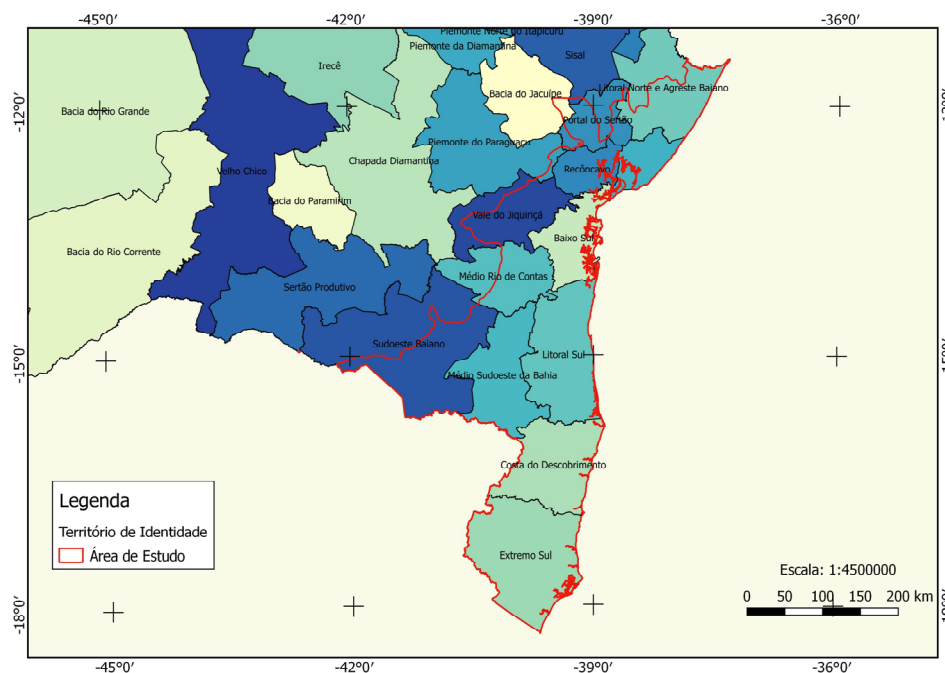 -45°0' -42°0' -39°0' -36°0'
Piemonte Norte do Itapicuru
Piemonte da Diamantina
Sisal
Irecê
Litoral Norte e Agreste Baiano
Bacia do Jacuípe
-12°0'
Bacia do Rio Grande
Portal do Sertão
Piemonte do Paraguaçu
Chapada Diamantina
Recôncavo
Velho Chico
Bacia do Paramirim
Vale do Jiquiriçá
Baixo Sul
Bacia do Rio Corrente
Médio Rio de Contas
Sertão Produtivo
Sudoeste Baiano
Litoral Sul
-15°0'
Médio Sudoeste da Bahia
Costa do Descobrimento
Legenda
Território de Identidade
Área de Estudo
Extremo Sul
Escala: 1:4500000
0 50 100 150 200 km
-18°0'
-45°0' -42°0' -39°0' -36°0'